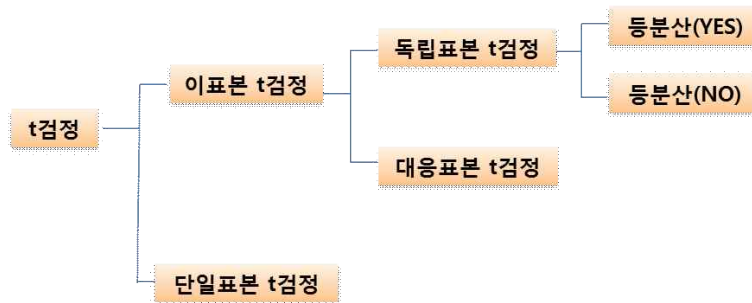 t검정
이표본 t검정
독립표본 t검정
등분산(YES)
등분산(NO)
대응표본 t검정
단일표본 t검정